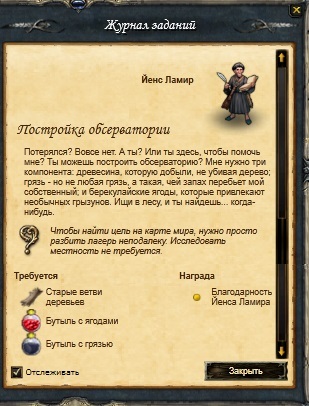 Журнал заданий
Йенс Ламир
Постройка обсерватории
Потерялся? Вовсе нет. А ты? Или ты здесь, чтобы помочь
мне? Ты можешь построить обсерваторию? Мне нужно три
компонента: древесина, которую добыли, не убивая дерево;
грязь - но не любая грязь, а такая, чей запах перебьет мой
собственный; и берекулайские ягоды, которые привлекают
необычных грызунов. Ищи в лесу, и ты найдешь... когда-
нибудь.
Чтобы найти цель на карте мира, нужно просто
разбить лагерь неподалеку. Исследовать
местность не требуется.
Требуется
Награда
Старые ветви
деревьев
Благодарность
Йенса Ламира
Бутыль с ягодами
Бутыль с грязью
Отслеживать
Закрыть